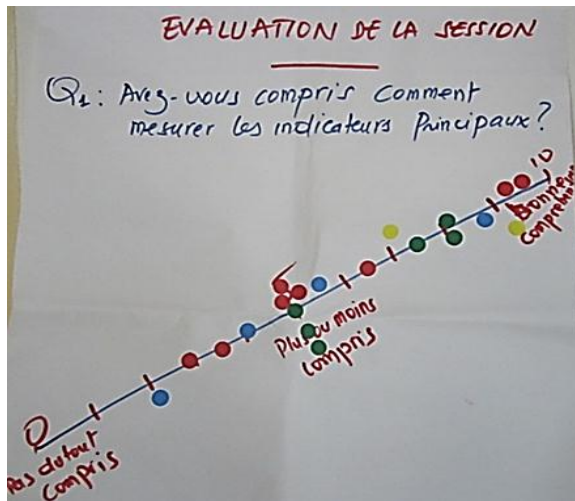 EVALUATION DE LA SESSION
Q1: Avez-vous compris comment
mesurer les indicateurs principaux?
10
Bonne
comprehension
5
Plus ou moins
compris
0
Pas du tout
compris